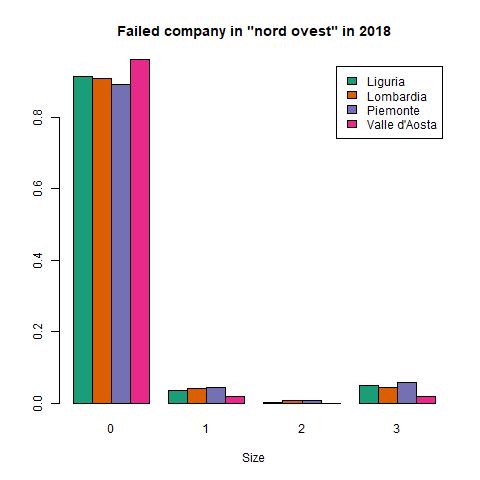 Failed company in "nord ovest" in 2018
Liguria
Lombardia
Piemonte
Valle d'Aosta
0.8
0.6
0.4
0.2
0.0
0 1 2 3
Size